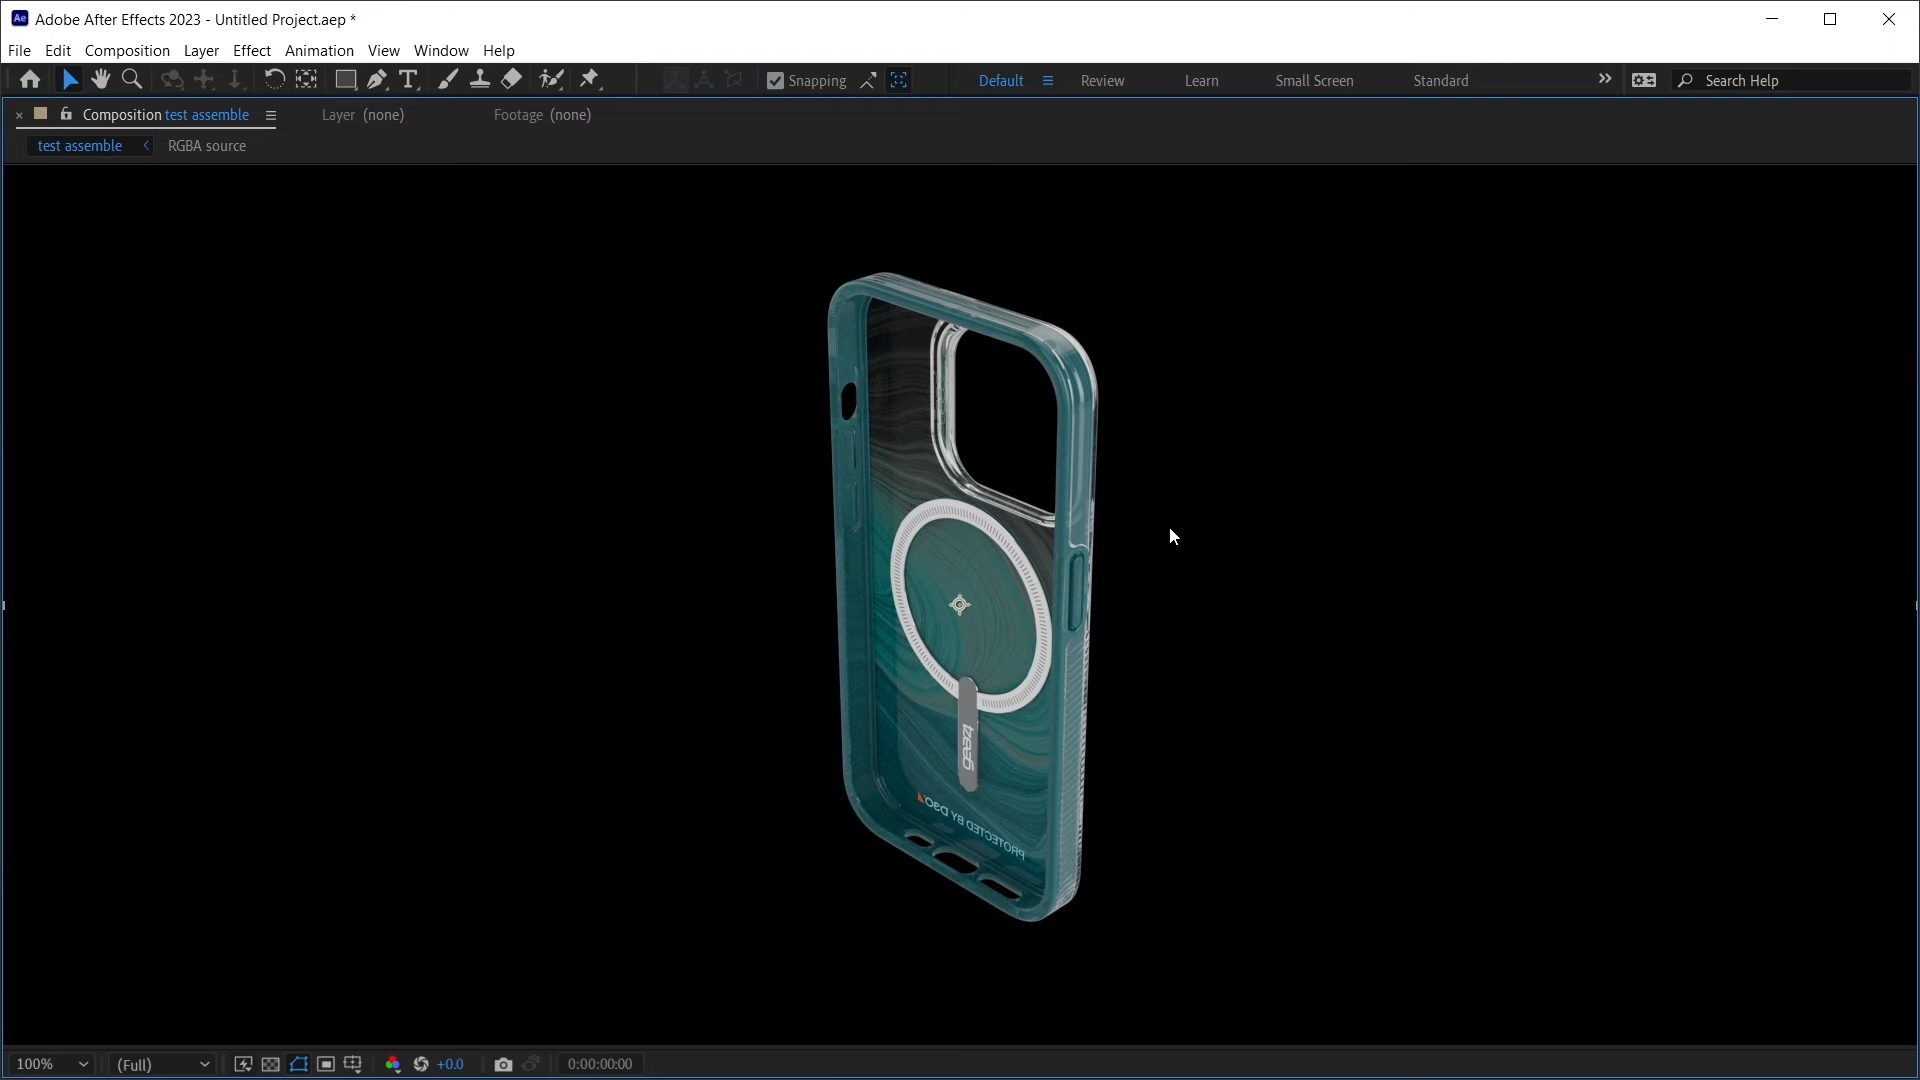 Ae Adobe After Effects 2023 - Untitled Project.aep *
File Edit Composition Layer Effect Animation View Window Help
Snapping Default Review Learn Small Screen Standard Search Help
Composition test assemble Layer (none) Footage (none)
test assemble RGBA source
gear4
PROTECTED BY D3O
100% (Full) +0.0 0:00:00:00